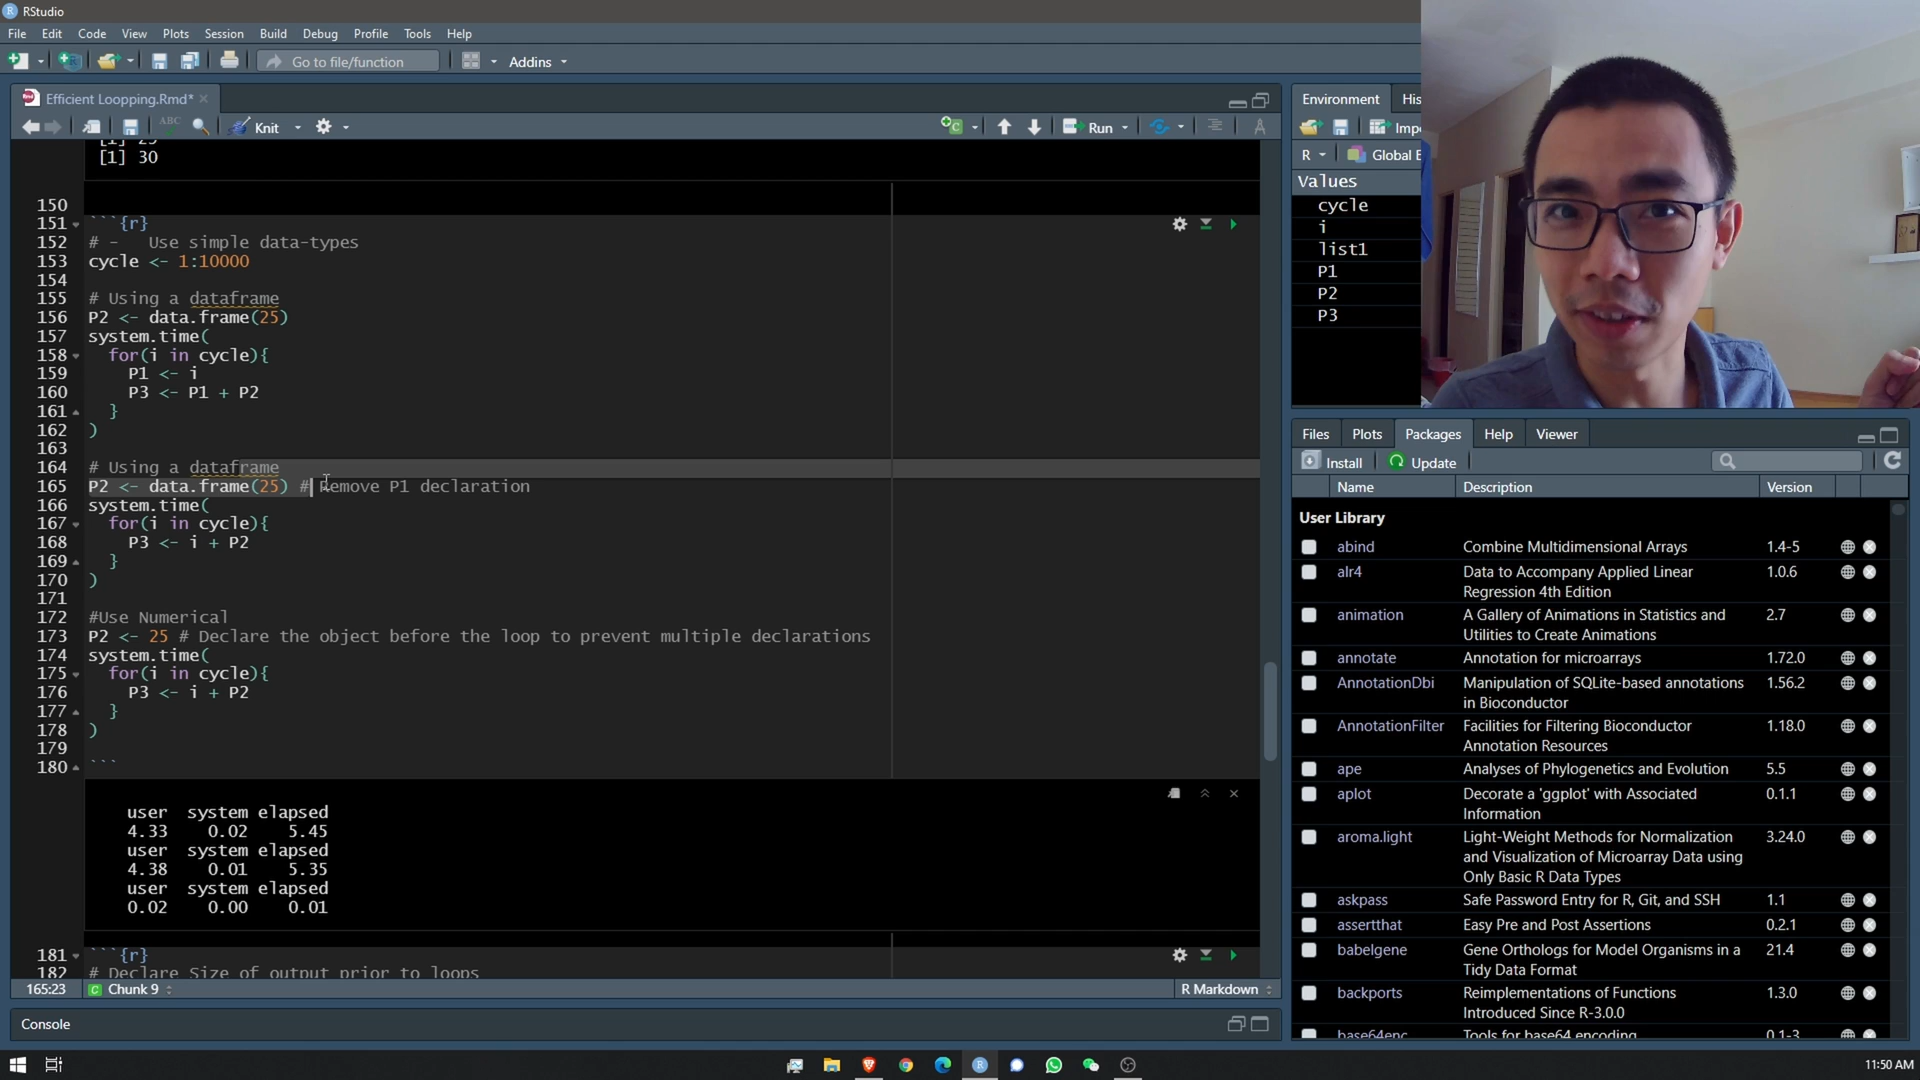 RStudio
File Edit Code View Plots Session Build Debug Profile Tools Help
Go to file/function Addins
Efficient Loopping.Rmd*
ABC Knit Run
[1] 30
150
151 ```{r}
152 # - Use simple data-types
153 cycle <- 1:10000
154
155 # Using a dataframe
156 P2 <- data.frame(25)
157 system.time(
158 for(i in cycle){
159 P1 <- i
160 P3 <- P1 + P2
161 }
162 )
163
164 # Using a dataframe
165 P2 <- data.frame(25) # Remove P1 declaration
166 system.time(
167 for(i in cycle){
168 P3 <- i + P2
169 }
170 )
171
172 #Use Numerical
173 P2 <- 25 # Declare the object before the loop to prevent multiple declarations
174 system.time(
175 for(i in cycle){
176 P3 <- i + P2
177 }
178 )
179
180 ```
user system elapsed
4.33 0.02 5.45
user system elapsed
4.38 0.01 5.35
user system elapsed
0.02 0.00 0.01
181 ```{r}
182 # Declare Size of output prior to loops
165:23 Chunk 9 R Markdown
Console
Environment His
Impo
R Global E
Values
cycle
i
list1
P1
P2
P3
Files Plots Packages Help Viewer
Install Update
Name Description Version
User Library
abind Combine Multidimensional Arrays 1.4-5
alr4 Data to Accompany Applied Linear 1.0.6
Regression 4th Edition
animation A Gallery of Animations in Statistics and 2.7
Utilities to Create Animations
annotate Annotation for microarrays 1.72.0
AnnotationDbi Manipulation of SQLite-based annotations 1.56.2
in Bioconductor
AnnotationFilter Facilities for Filtering Bioconductor 1.18.0
Annotation Resources
ape Analyses of Phylogenetics and Evolution 5.5
aplot Decorate a 'ggplot' with Associated 0.1.1
Information
aroma.light Light-Weight Methods for Normalization 3.24.0
and Visualization of Microarray Data using
Only Basic R Data Types
askpass Safe Password Entry for R, Git, and SSH 1.1
assertthat Easy Pre and Post Assertions 0.2.1
babelgene Gene Orthologs for Model Organisms in a 21.4
Tidy Data Format
backports Reimplementations of Functions 1.3.0
Introduced Since R-3.0.0
base64enc Tools for base64 encoding 0.1-3
11:50 AM